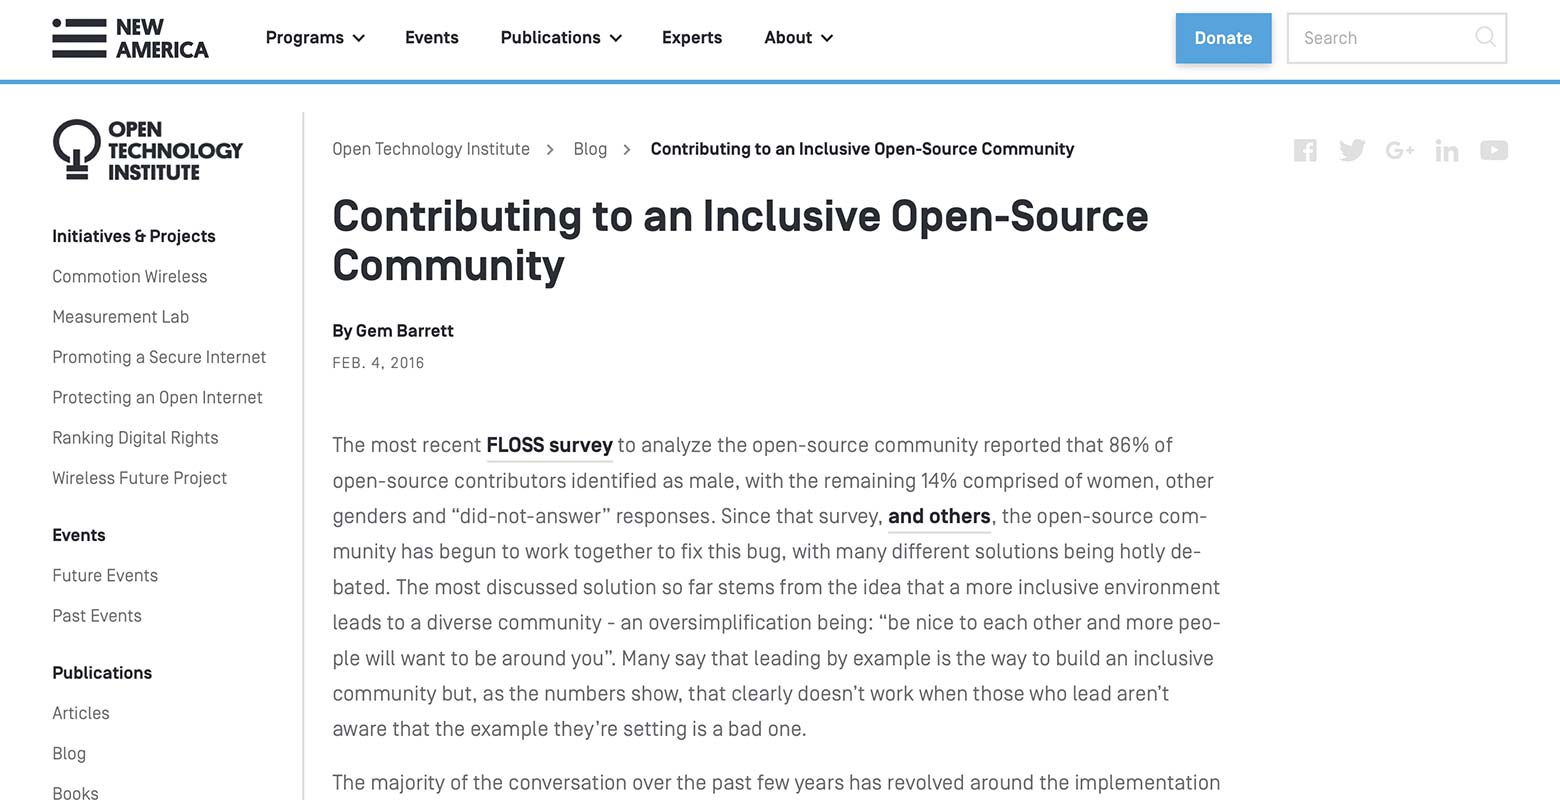 NEW
AMERICA
Programs
Events
Publications
Experts
About
Donate
Search
OPEN
TECHNOLOGY
INSTITUTE
Initiatives & Projects
Commotion Wireless
Measurement Lab
Promoting a Secure Internet
Protecting an Open Internet
Ranking Digital Rights
Wireless Future Project
Events
Future Events
Past Events
Publications
Articles
Blog
Books
Open Technology Institute > Blog > Contributing to an Inclusive Open-Source Community
Contributing to an Inclusive Open-Source
Community
By Gem Barrett
FEB. 4, 2016
The most recent FLOSS survey to analyze the open-source community reported that 86% of
open-source contributors identified as male, with the remaining 14% comprised of women, other
genders and “did-not-answer” responses. Since that survey, and others, the open-source com-
munity has begun to work together to fix this bug, with many different solutions being hotly de-
bated. The most discussed solution so far stems from the idea that a more inclusive environment
leads to a diverse community - an oversimplification being: “be nice to each other and more peo-
ple will want to be around you”. Many say that leading by example is the way to build an inclusive
community but, as the numbers show, that clearly doesn’t work when those who lead aren’t
aware that the example they’re setting is a bad one.
The majority of the conversation over the past few years has revolved around the implementation